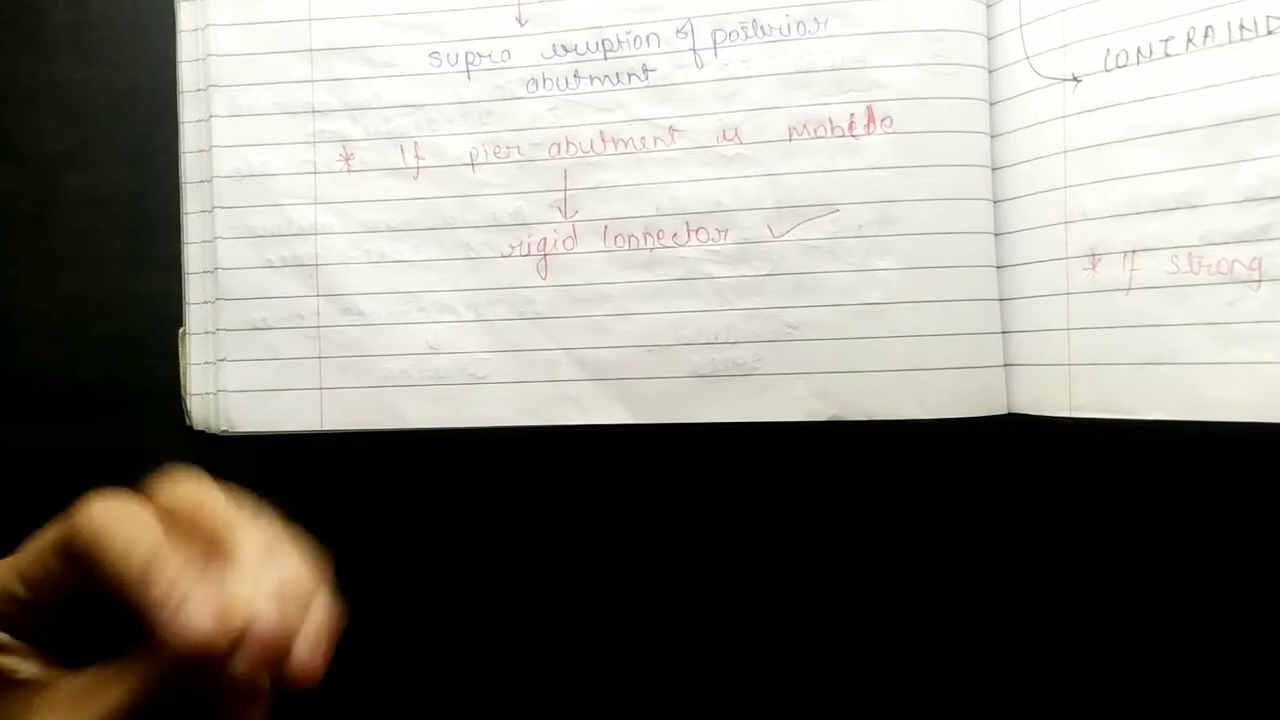 supra eruption of posterior
abutment
* If pier abutment is mobile
rigid connector ✓
CONTRAIND
* If strong